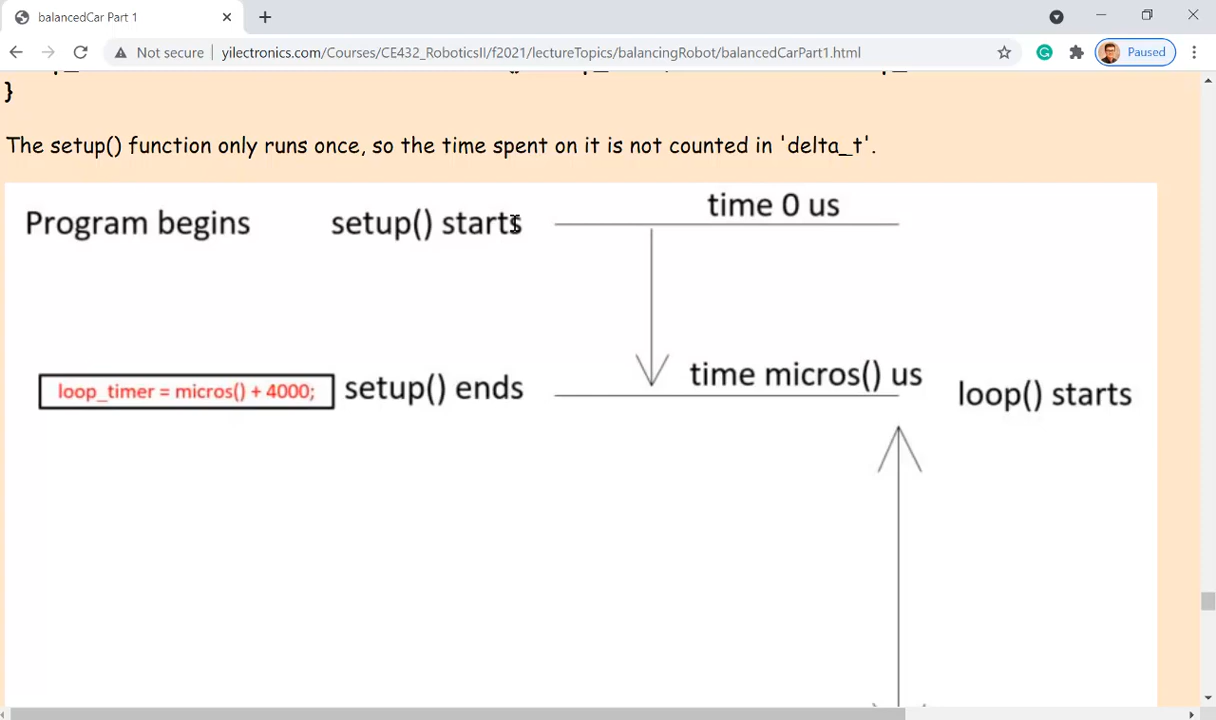 balancedCar Part 1
Not secure | yilectronics.com/Courses/CE432_RoboticsII/f2021/lectureTopics/balancingRobot/balancedCarPart1.html
Paused
}
The setup() function only runs once, so the time spent on it is not counted in 'delta_t'.
time 0 us
Program begins setup() starts
time micros() us
loop_timer = micros() + 4000; setup() ends loop() starts